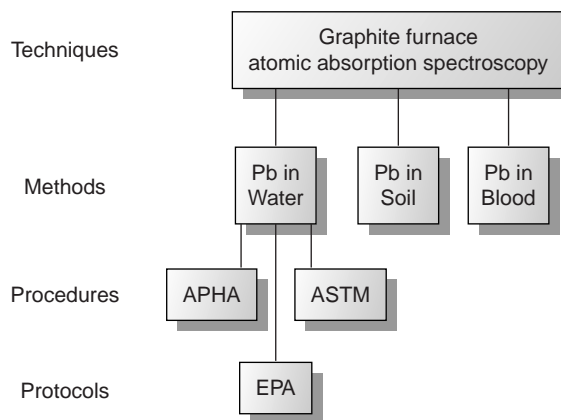 Techniques
Graphite furnace
atomic absorption spectroscopy
Methods
Pb in
Water
Pb in
Soil
Pb in
Blood
Procedures
APHA
ASTM
Protocols
EPA